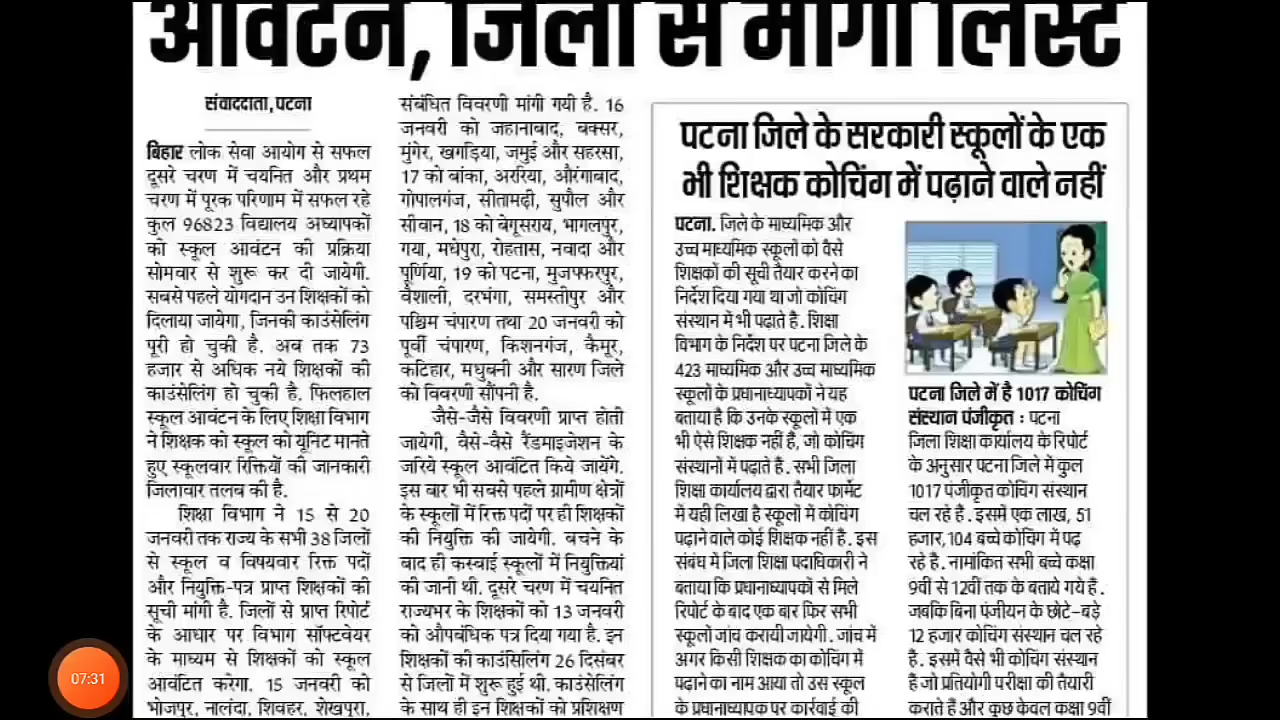 आवंटन, जिलों से मांगी लिस्ट
संवाददाता, पटना
बिहार लोक सेवा आयोग से सफल
दूसरे चरण में चयनित और प्रथम
चरण में पूरक परिणाम में सफल रहे
कुल 96823 विद्यालय अध्यापकों
को स्कूल आवंटन की प्रक्रिया
सोमवार से शुरू कर दी जायेगी.
सबसे पहले योगदान उन शिक्षकों को
दिलाया जायेगा, जिनकी काउंसेलिंग
पूरी हो चुकी है. अब तक 73
हजार से अधिक नये शिक्षकों की
काउंसेलिंग हो चुकी है. फिलहाल
स्कूल आवंटन के लिए शिक्षा विभाग
ने शिक्षक को स्कूल को यूनिट मानते
हुए स्कूलवार रिक्तियों की जानकारी
जिलावार तलब की है.
शिक्षा विभाग ने 15 से 20
जनवरी तक राज्य के सभी 38 जिलों
से स्कूल व विषयवार रिक्त पदों
और नियुक्ति-पत्र प्राप्त शिक्षकों की
सूची मांगी है. जिलों से प्राप्त रिपोर्ट
के आधार पर विभाग सॉफ्टवेयर
के माध्यम से शिक्षकों को स्कूल
आवंटित करेगा. 15 जनवरी को
भोजपुर, नालंदा, शिवहर, शेखपुरा,
संबंधित विवरणी मांगी गयी है. 16
जनवरी को जहानाबाद, बक्सर,
मुंगेर, खगड़िया, जमुई और सहरसा,
17 को बांका, अररिया, औरंगाबाद,
गोपालगंज, सीतामढ़ी, सुपौल और
सीवान, 18 को बेगूसराय, भागलपुर,
गया, मधेपुरा, रोहतास, नवादा और
पूर्णिया, 19 को पटना, मुजफ्फरपुर,
वैशाली, दरभंगा, समस्तीपुर और
पश्चिम चंपारण तथा 20 जनवरी को
पूर्वी चंपारण, किशनगंज, कैमूर,
कटिहार, मधुबनी और सारण जिले
को विवरणी सौंपनी है.
जैसे-जैसे विवरणी प्राप्त होती
जायेगी, वैसे-वैसे रैंडमाइजेशन के
जरिये स्कूल आवंटित किये जायेंगे.
इस बार भी सबसे पहले ग्रामीण क्षेत्रों
के स्कूलों में रिक्त पदों पर ही शिक्षकों
की नियुक्ति की जायेगी. बचने के
बाद ही कस्बाई स्कूलों में नियुक्तियां
की जानी थी. दूसरे चरण में चयनित
राज्यभर के शिक्षकों को 13 जनवरी
को औपबंधिक पत्र दिया गया है. इन
शिक्षकों की काउंसिलिंग 26 दिसंबर
से जिलों में शुरू हुई थी. काउंसेलिंग
के साथ ही इन शिक्षकों को प्रशिक्षण
पटना जिले के सरकारी स्कूलों के एक
भी शिक्षक कोचिंग में पढ़ाने वाले नहीं
पटना. जिले के माध्यमिक और
उच्च माध्यमिक स्कूलों को वैसे
शिक्षकों की सूची तैयार करने का
निर्देश दिया गया था जो कोचिंग
संस्थान में भी पढ़ाते है. शिक्षा
विभाग के निर्देश पर पटना जिले के
423 माध्यमिक और उच्च माध्यमिक
स्कूलों के प्रधानाध्यापकों ने यह
बताया है कि उनके स्कूलों में एक
भी ऐसे शिक्षक नहीं है, जो कोचिंग
संस्थानों में पढ़ाते है. सभी जिला
शिक्षा कार्यालय द्वारा तैयार फार्मेट
में यही लिखा है स्कूलों में कोचिंग
पढ़ाने वाले कोई शिक्षक नहीं है. इस
संबंध में जिला शिक्षा पदाधिकारी ने
बताया कि प्रधानाध्यापकों से मिले
रिपोर्ट के बाद एक बार फिर सभी
स्कूलों जांच करायी जायेगी. जांच में
अगर किसी शिक्षक का कोचिंग में
पढ़ाने का नाम आया तो उस स्कूल
के प्रधानाध्यापक पर कार्रवाई की
पटना जिले में है 1017 कोचिंग
संस्थान पंजीकृत : पटना
जिला शिक्षा कार्यालय के रिपोर्ट
के अनुसार पटना जिले में कुल
1017 पंजीकृत कोचिंग संस्थान
चल रहे है. इसमें एक लाख, 51
हजार,104 बच्चे कोचिंग में पढ़
रहे है. नामांकित सभी बच्चे कक्षा
9वीं से 12वीं तक के बताये गये है.
जबकि बिना पंजीयन के छोटे-बड़े
12 हजार कोचिंग संस्थान चल रहे
है. इसमें वैसे भी कोचिंग संस्थान
है जो प्रतियोगी परीक्षा की तैयारी
कराते हैं और कुछ केवल कक्षा 9वीं
07:31